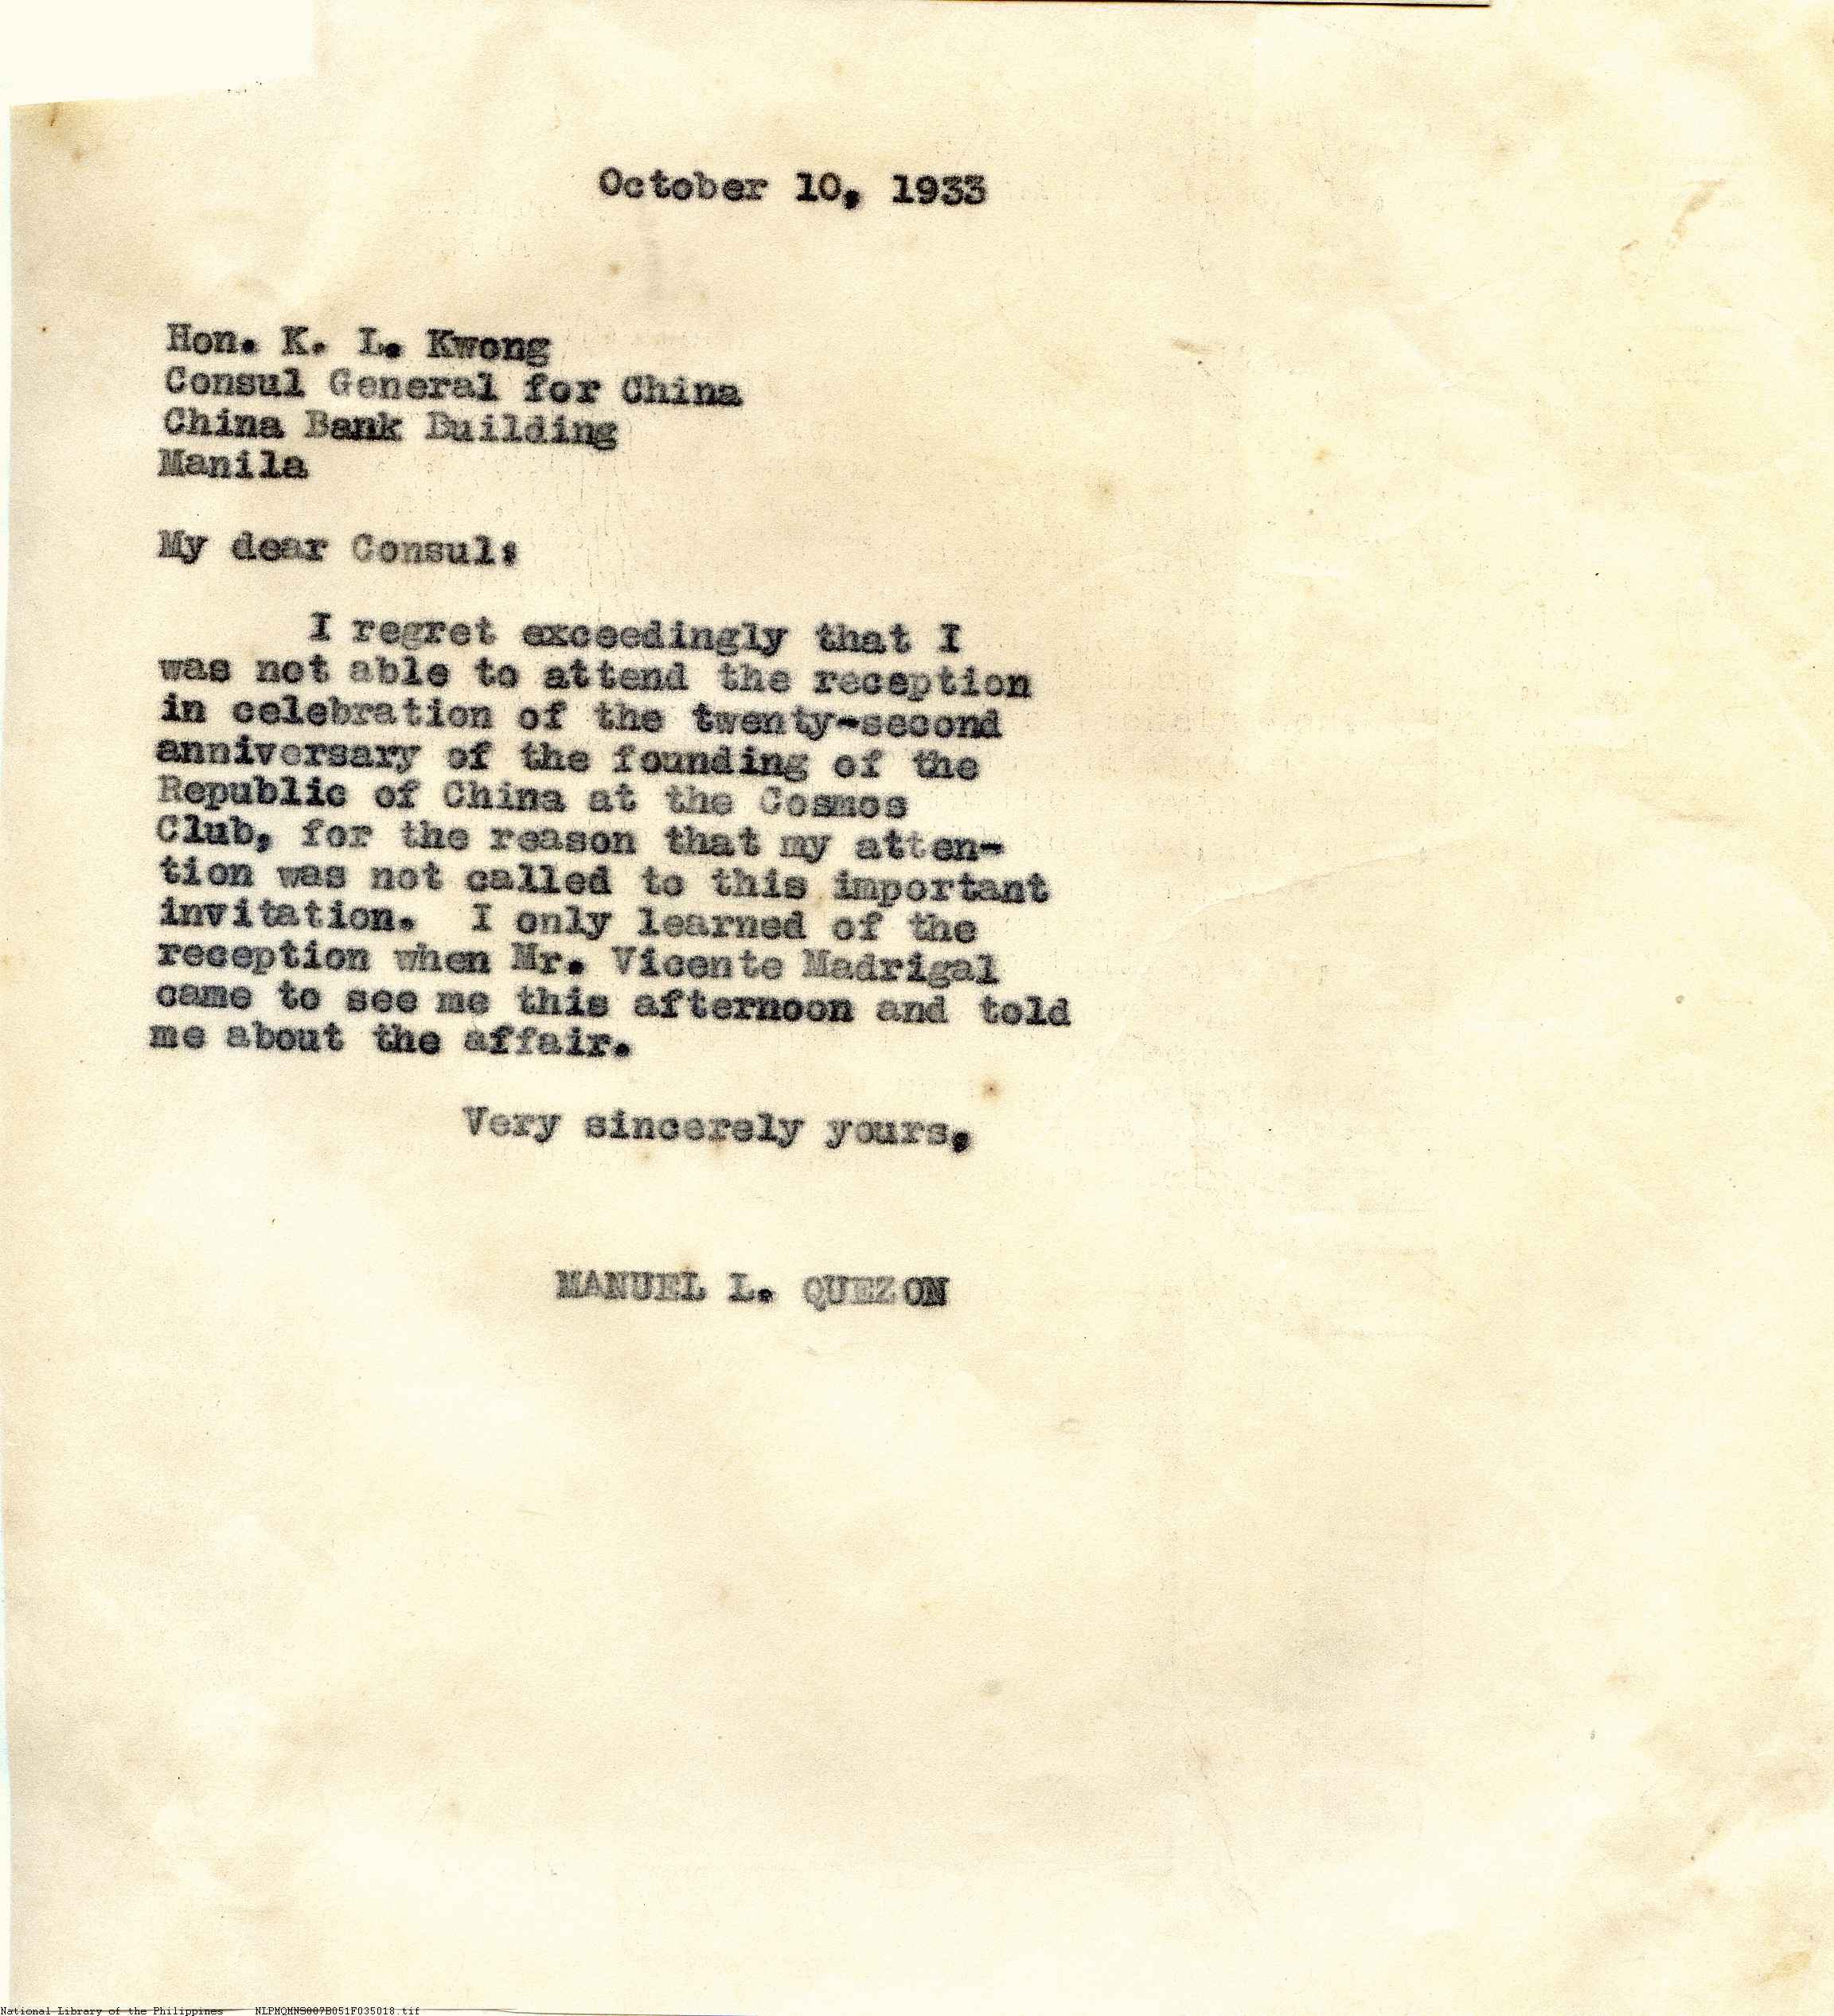 October 10, 1933
Hon. K. L. Kwong
Consul General for China
China Bank Building
Manila
My dear Consul:
I regret exceedingly that I
was not able to attend the reception
in celebration of the twenty-second
anniversary of the founding of the
Republic of China at the Cosmos
Club, for the reason that my atten-
tion was not called to this important
invitation. I only learned of the
reception when Mr. Vicente Madrigal
came to see me this afternoon and told
me about the affair.
Very sincerely yours,
MANUEL L. QUEZON
National Library of the Philippines NLPMQMNS007B051F035018.tif